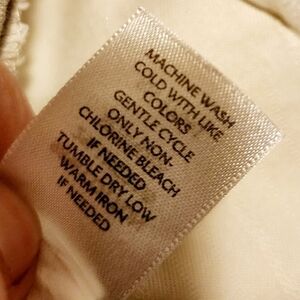 MACHINE WASH
COLD WITH LIKE
COLORS
GENTLE CYCLE
ONLY NON-
CHLORINE BLEACH
IF NEEDED
TUMBLE DRY LOW
WARM IRON
IF NEEDED